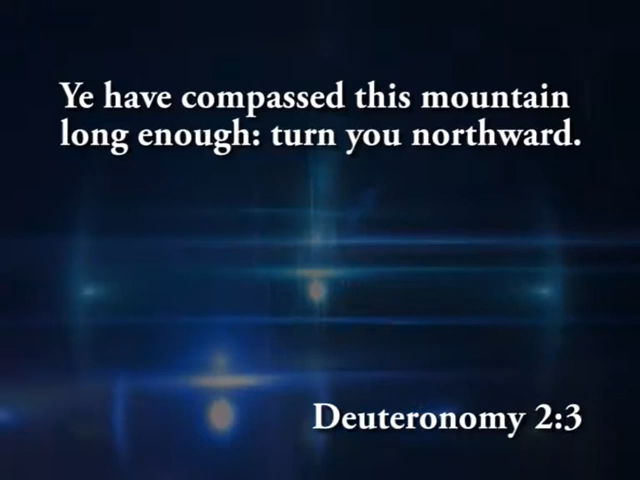 Ye have compassed this mountain
long enough: turn you northward.
Deuteronomy 2:3